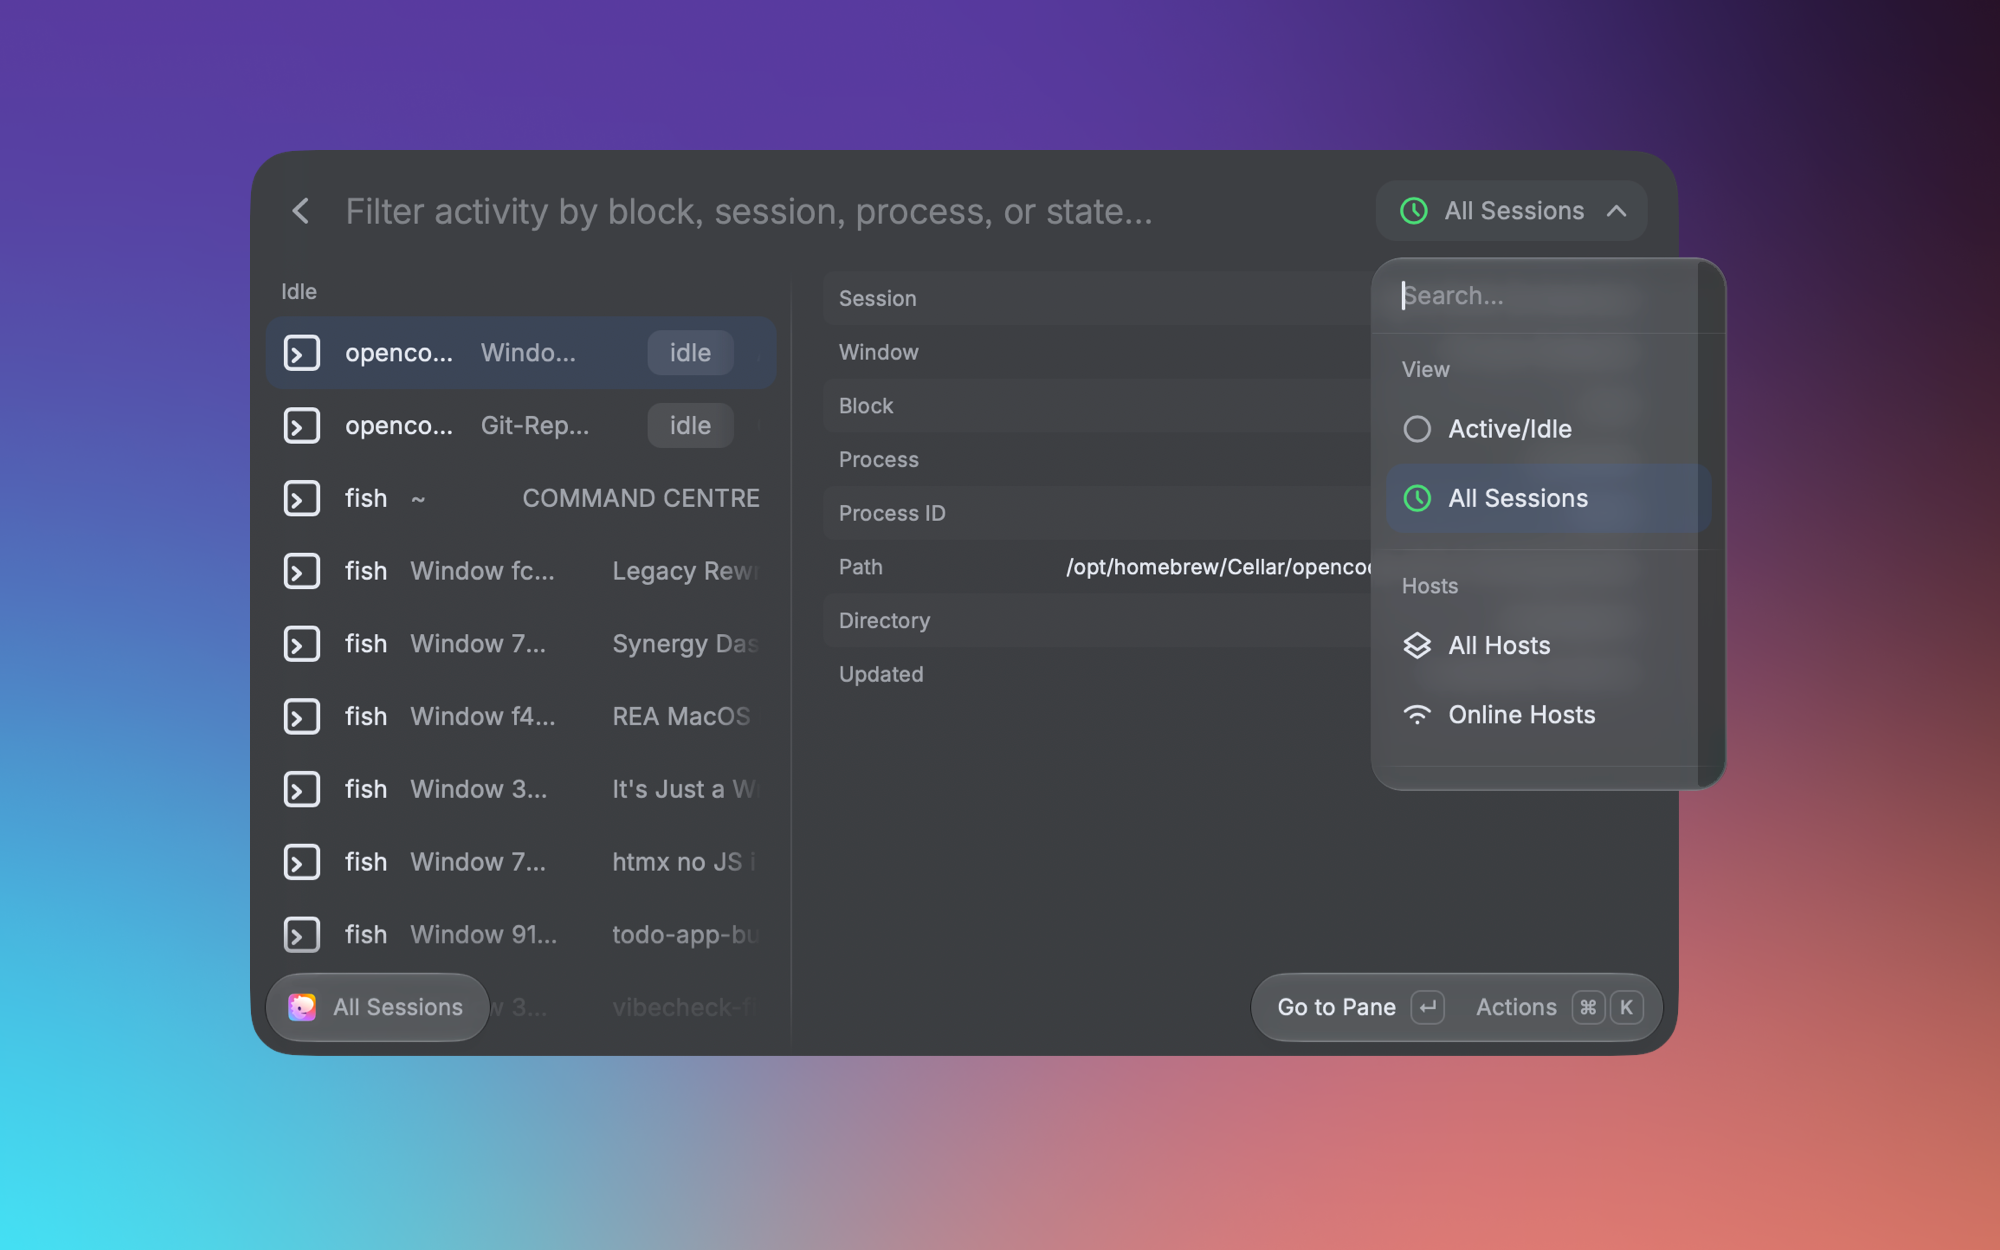 Filter activity by block, session, process, or state...
All Sessions
Idle
openco... Windo... idle
openco... Git-Rep... idle
fish ~ COMMAND CENTRE
fish Window fc... Legacy Rew
fish Window 7... Synergy Das
fish Window f4... REA MacOS
fish Window 3... It's Just a W
fish Window 7... htmx no JS i
fish Window 91... todo-app-bu
w 3... vibecheck-f
All Sessions
Session
Window
Block
Process
Process ID
Path /opt/homebrew/Cellar/openco
Directory
Updated
Search...
View
Active/Idle
All Sessions
Hosts
All Hosts
Online Hosts
Go to Pane ↵ Actions ⌘ K